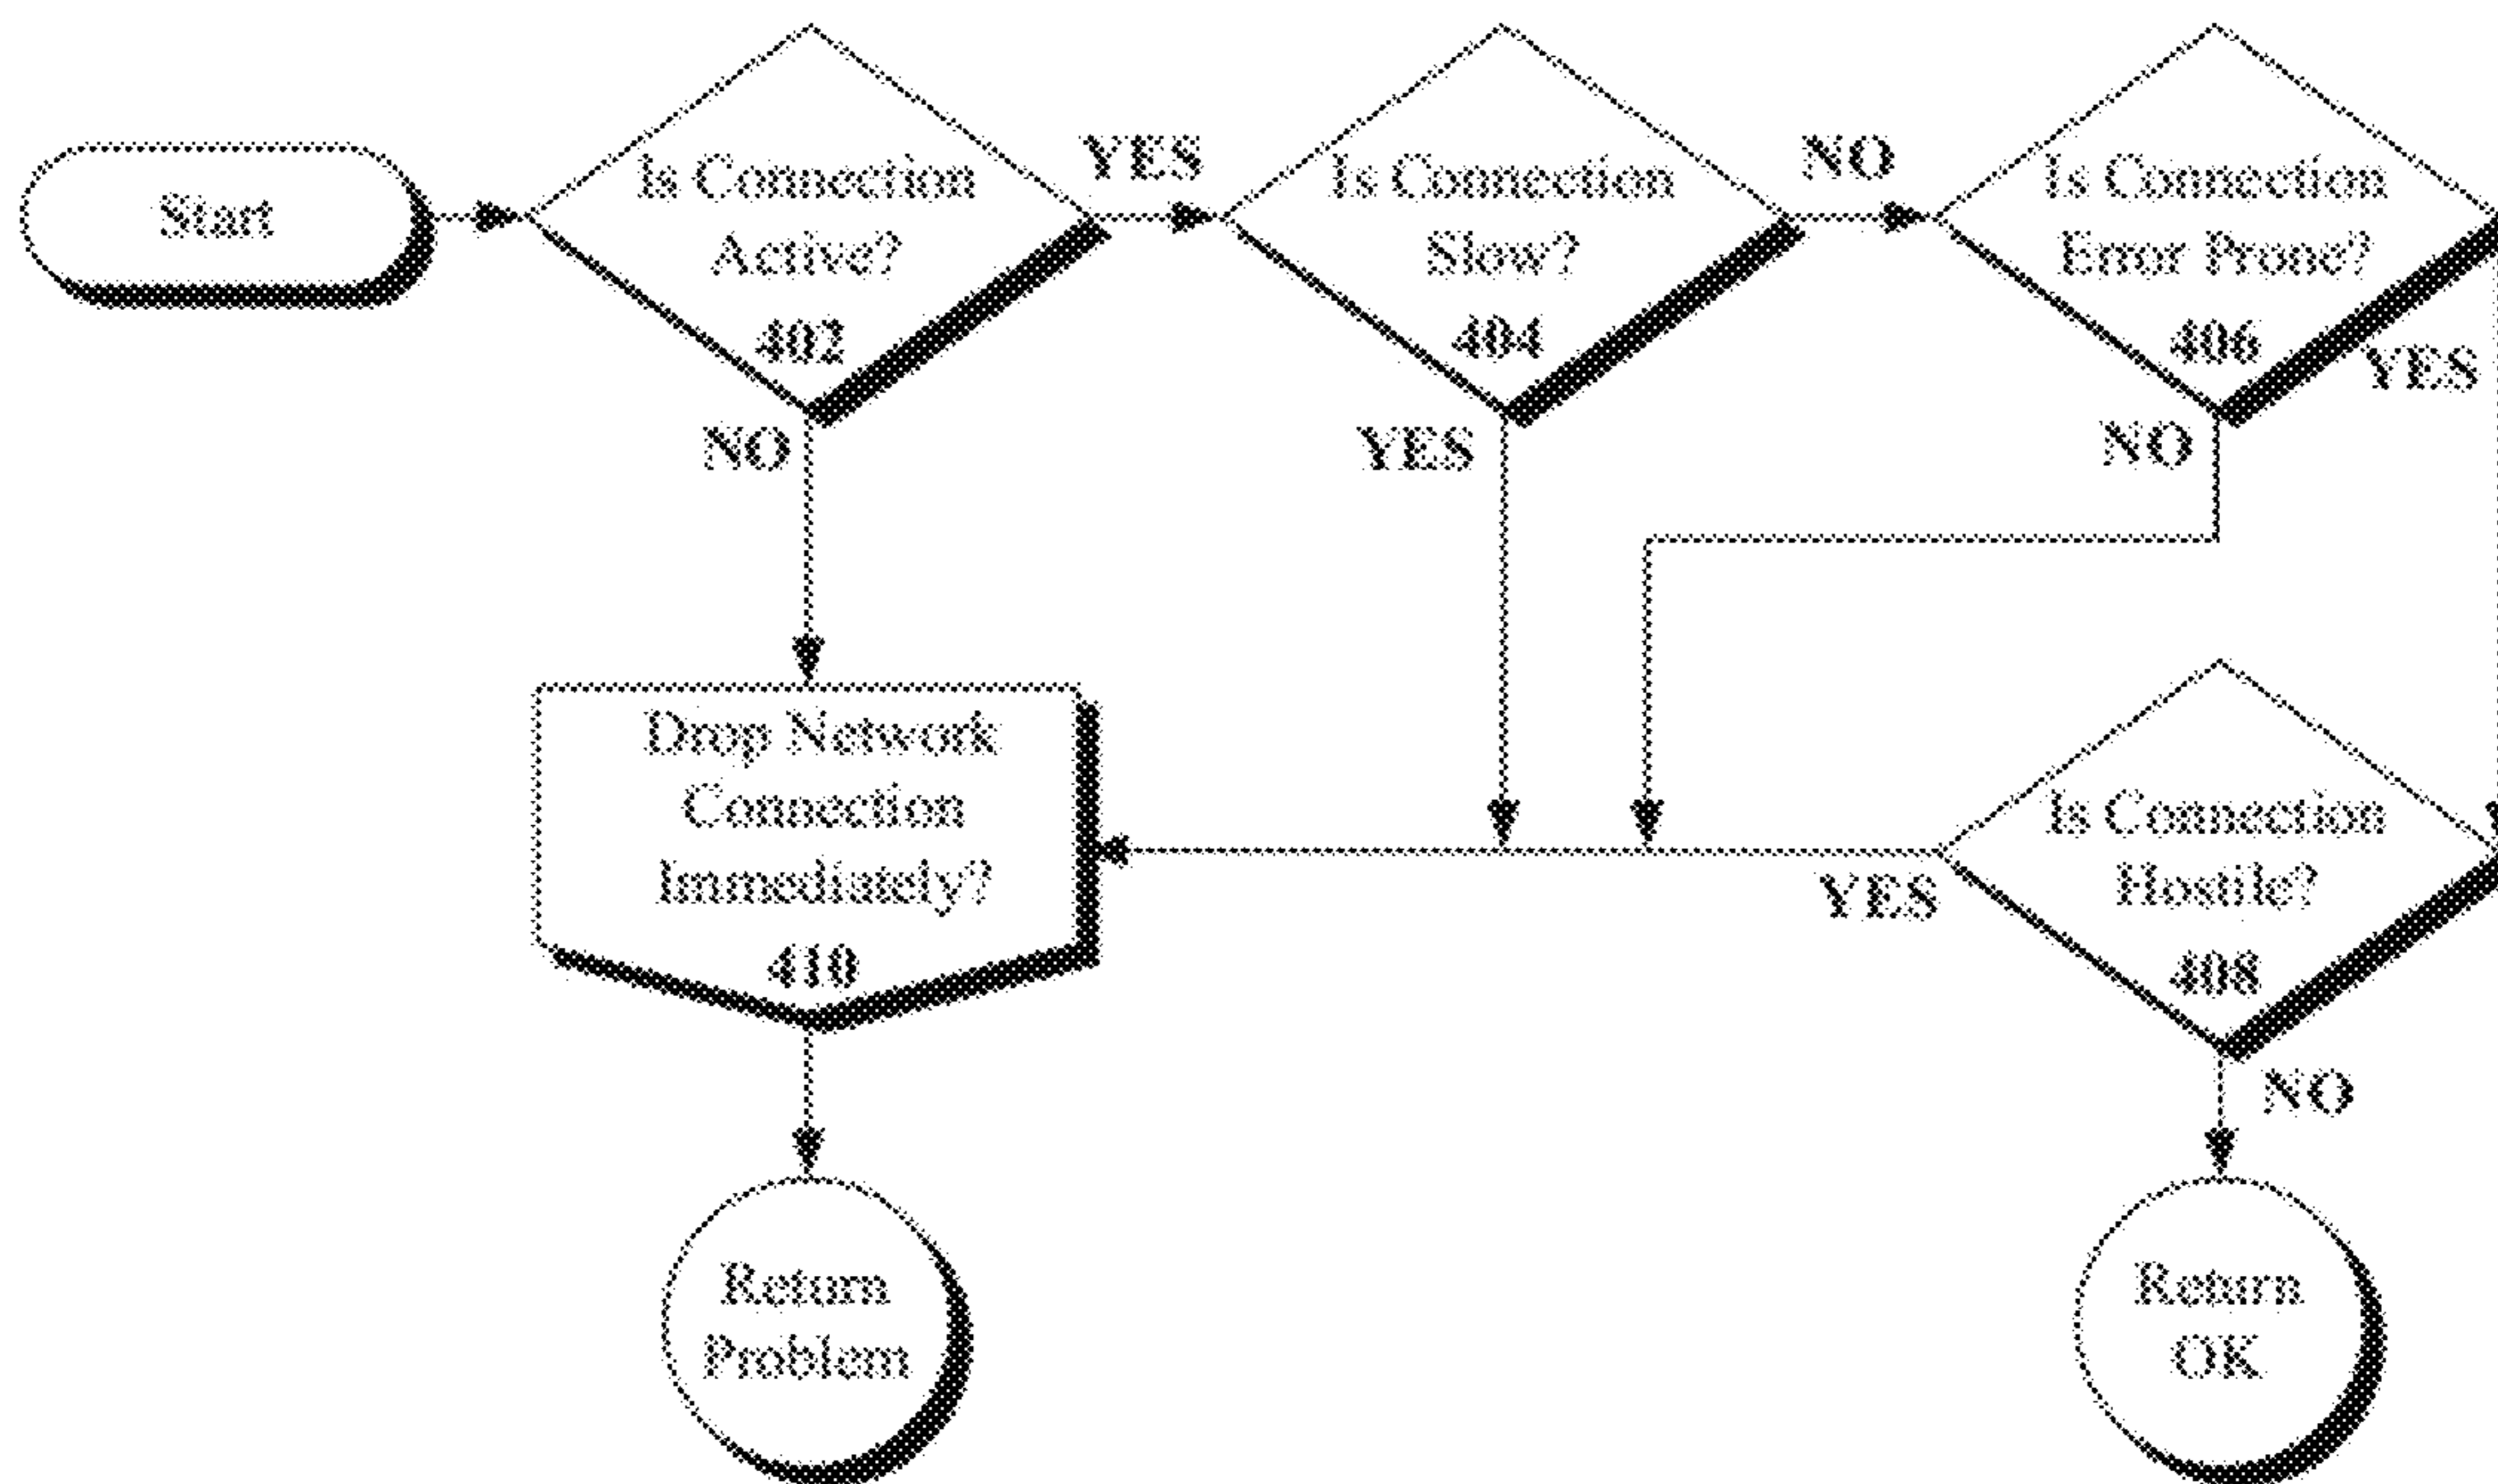 Start
Is Connection
Active?
402
YES
NO
Is Connection
Slow?
404
NO
YES
Is Connection
Error Prone?
406
YES
NO
Drop Network
Connection
Immediately?
410
Is Connection
Hostile?
408
YES
NO
Return
Problem
Return
OK